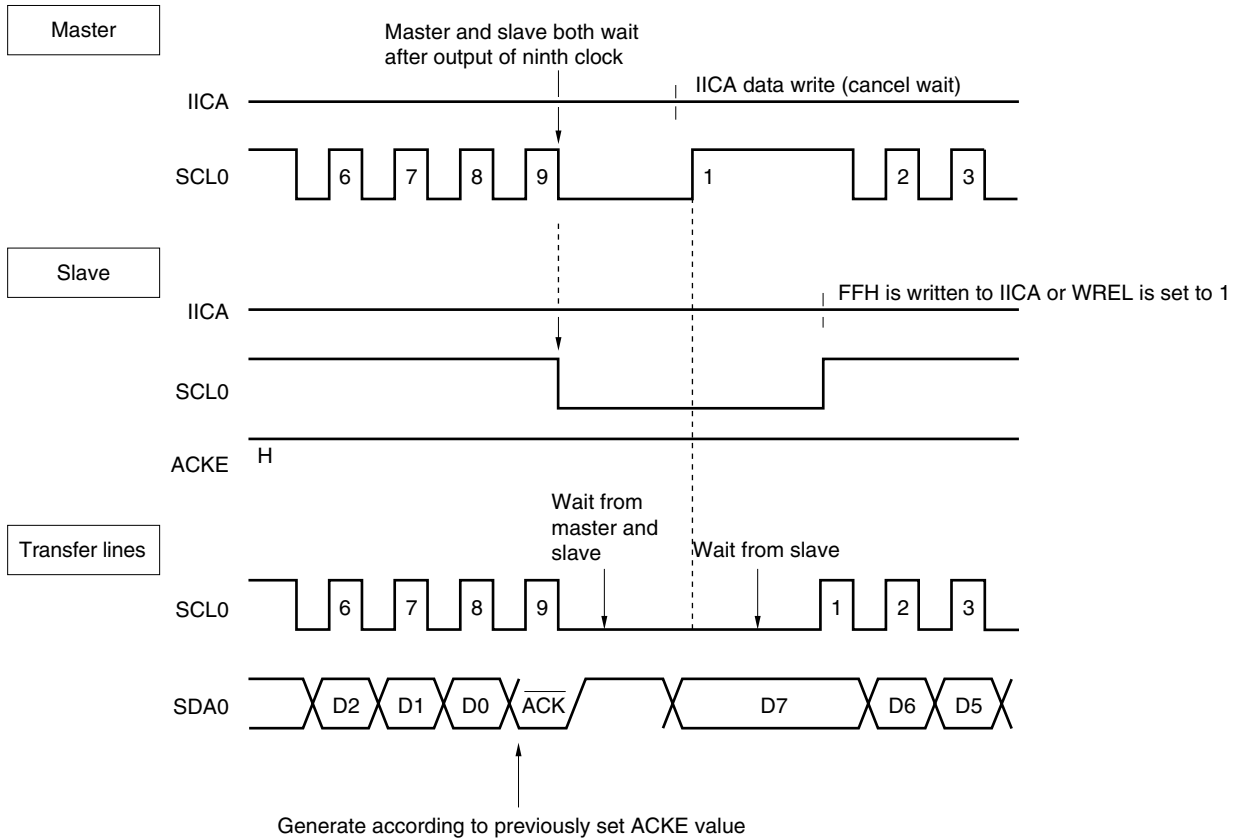 Master
Master and slave both wait
after output of ninth clock
IICA data write (cancel wait)
IICA
SCL0
6 7 8 9 1 2 3
Slave
FFH is written to IICA or WREL is set to 1
IICA
SCL0
H
ACKE
Wait from
master and
slave
Wait from slave
Transfer lines
SCL0
6 7 8 9 1 2 3
SDA0
D2 D1 D0 ACK D7 D6 D5
Generate according to previously set ACKE value